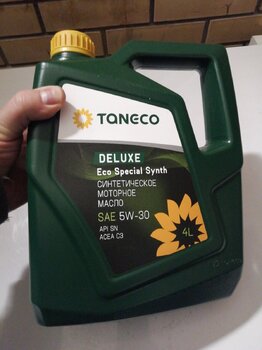 TANECO
DELUXE
Eco Special Synth
СИНТЕТИЧЕСКОЕ
МОТОРНОЕ
МАСЛО
SAE 5W-30
API SN
ACEA C3
4L